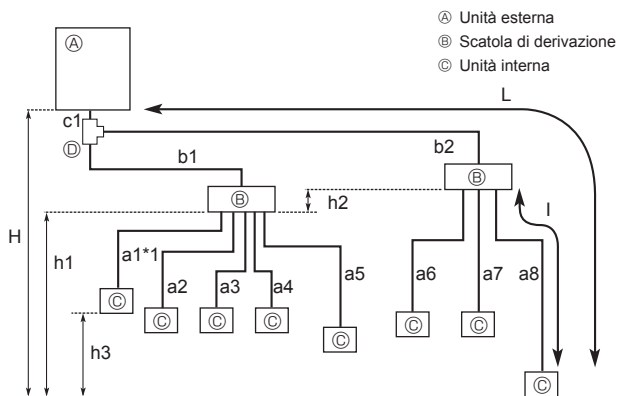 Ⓐ Unità esterna
Ⓑ Scatola di derivazione
Ⓒ Unità interna
Ⓐ
L
c1
Ⓓ
b1
b2
Ⓑ
Ⓑ
h2
H
h1
l
a1*1
a2
a3
a4
a5
a6
a7
a8
Ⓒ
Ⓒ
Ⓒ
Ⓒ
Ⓒ
Ⓒ
Ⓒ
Ⓒ
h3